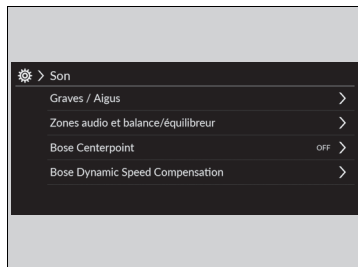 Son
Graves / Aigus
Zones audio et balance/équilibreur
Bose Centerpoint OFF
Bose Dynamic Speed Compensation